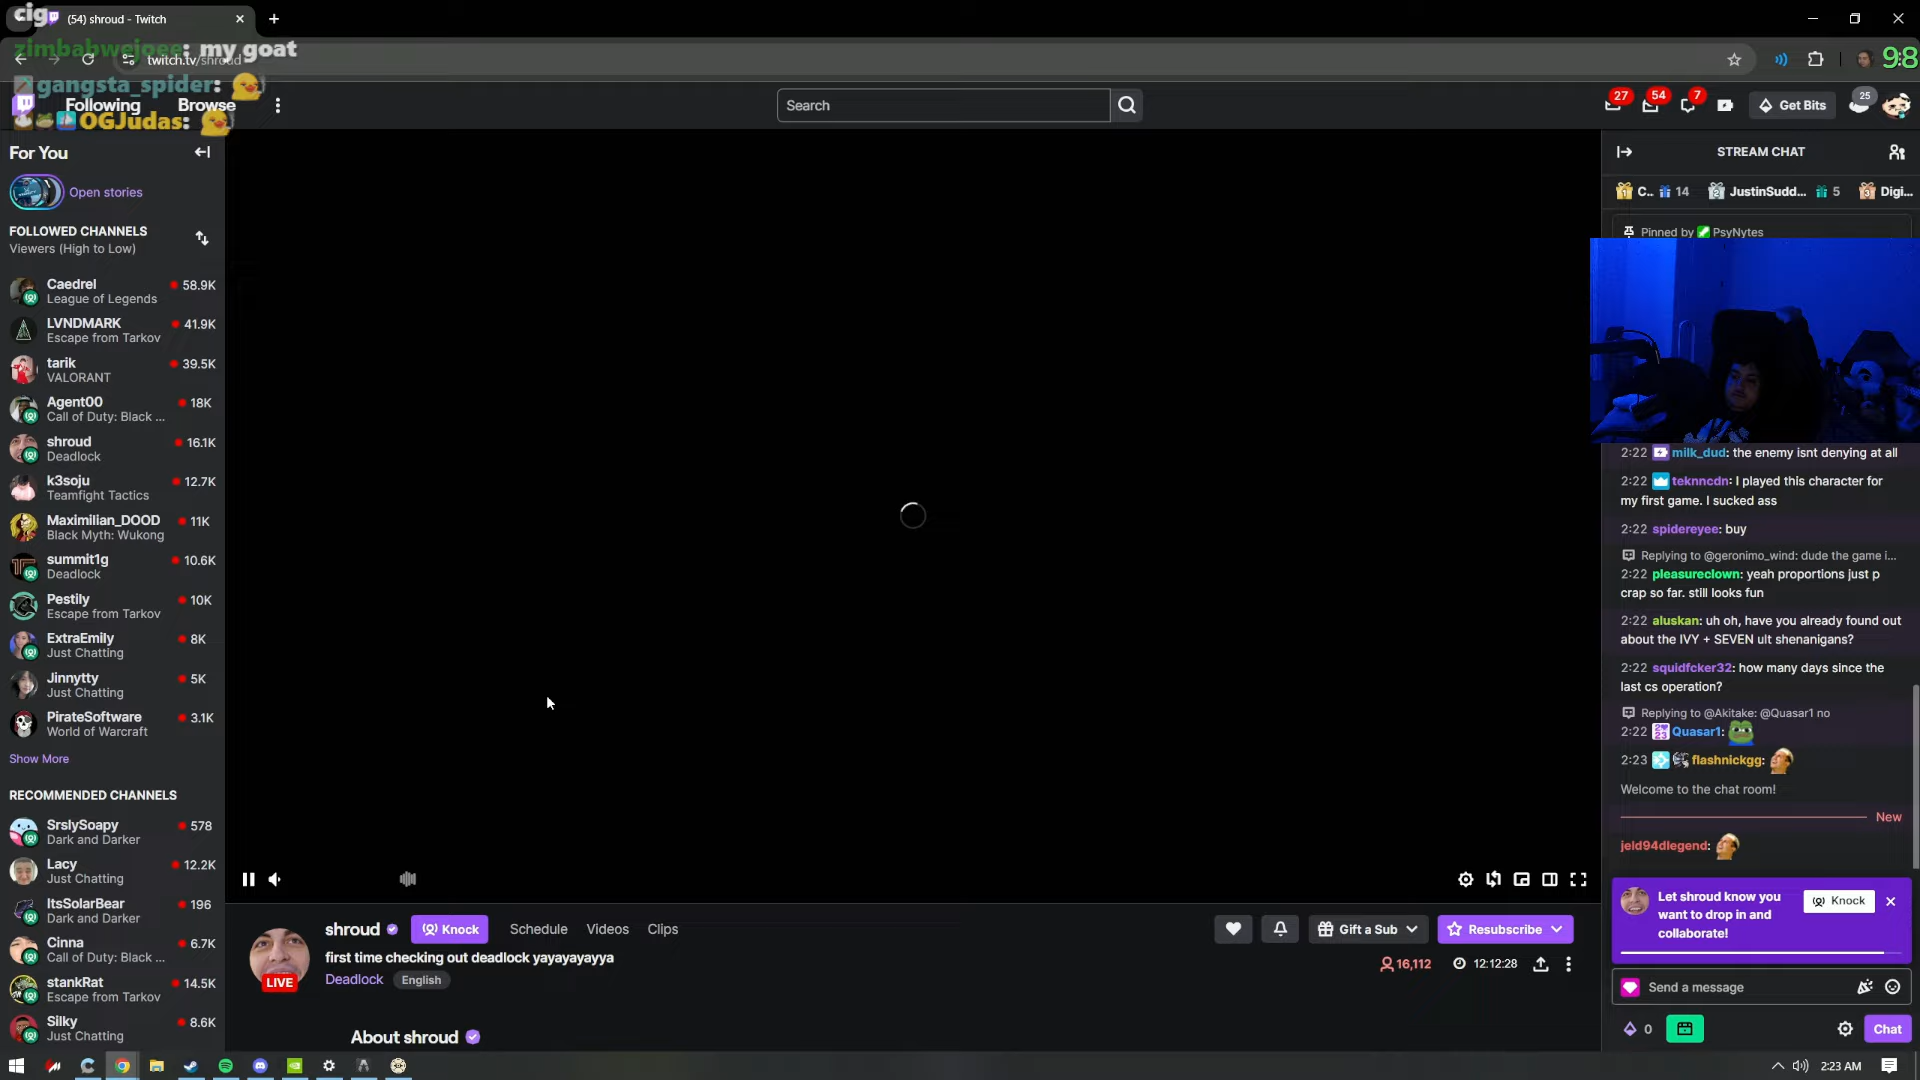 cig
(54) shroud - Twitch
zimbabwejoee: my goat
twitch.tv/shroud
98
gangsta_spider:
OGJudas:
Following
Browse
Search
27
54
7
Get Bits
25
For You
Open stories
FOLLOWED CHANNELS
Viewers (High to Low)
Caedrel
58.9K
League of Legends
LVNDMARK
41.9K
Escape from Tarkov
tarik
39.5K
VALORANT
Agent00
18K
Call of Duty: Black ...
shroud
16.1K
Deadlock
k3soju
12.7K
Teamfight Tactics
Maximilian_DOOD
11K
Black Myth: Wukong
summit1g
10.6K
Deadlock
Pestily
10K
Escape from Tarkov
ExtraEmily
8K
Just Chatting
Jinnytty
5K
Just Chatting
PirateSoftware
3.1K
World of Warcraft
Show More
RECOMMENDED CHANNELS
SrslySoapy
578
Dark and Darker
Lacy
12.2K
Just Chatting
ItsSolarBear
196
Dark and Darker
Cinna
6.7K
Call of Duty: Black ...
stankRat
14.5K
Escape from Tarkov
Silky
8.6K
Just Chatting
shroud
Knock
Schedule
Videos
Clips
Gift a Sub
Resubscribe
first time checking out deadlock yayayayayya
Deadlock
English
LIVE
16,112
12:12:28
About shroud
STREAM CHAT
C.. 14
JustinSudd... 5
Digi...
Pinned by PsyNytes
2:22 milk_dud: the enemy isnt denying at all
2:22 teknncdn: I played this character for
my first game. I sucked ass
2:22 spidereyee: buy
Replying to @geronimo_wind: dude the game i...
2:22 pleasureclown: yeah proportions just p
crap so far. still looks fun
2:22 aluskan: uh oh, have you already found out
about the IVY + SEVEN ult shenanigans?
2:22 squidfcker32: how many days since the
last cs operation?
Replying to @Akitake: @Quasar1 no
2:22 Quasar1:
2:23 flashnickgg:
Welcome to the chat room!
New
jeld94dlegend:
Let shroud know you
want to drop in and
collaborate!
Knock
Send a message
0
Chat
2:23 AM